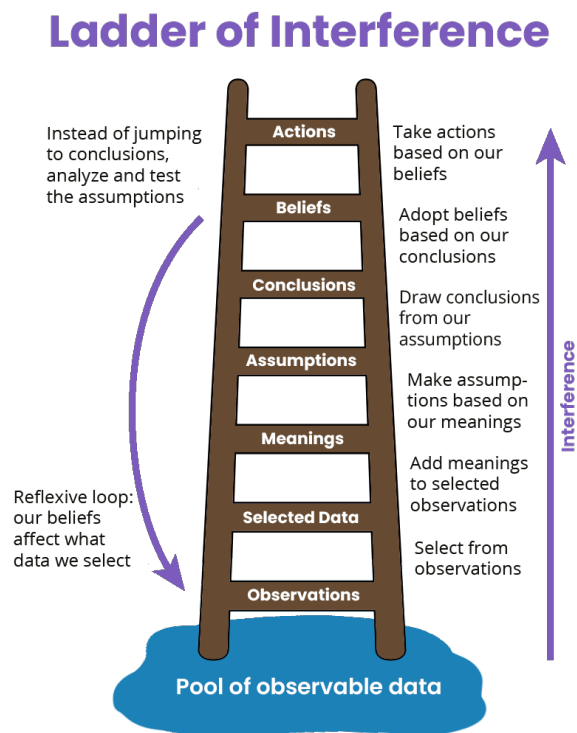 Ladder of Interference
Instead of jumping
to conclusions,
analyze and test
the assumptions
Actions
Take actions
based on our
beliefs
Beliefs
Adopt beliefs
based on our
conclusions
Conclusions
Draw conclusions
from our
assumptions
Assumptions
Make assump-
tions based on
our meanings
Meanings
Add meanings
to selected
observations
Reflexive loop:
our beliefs
affect what
data we select
Selected Data
Select from
observations
Observations
Interference
Pool of observable data